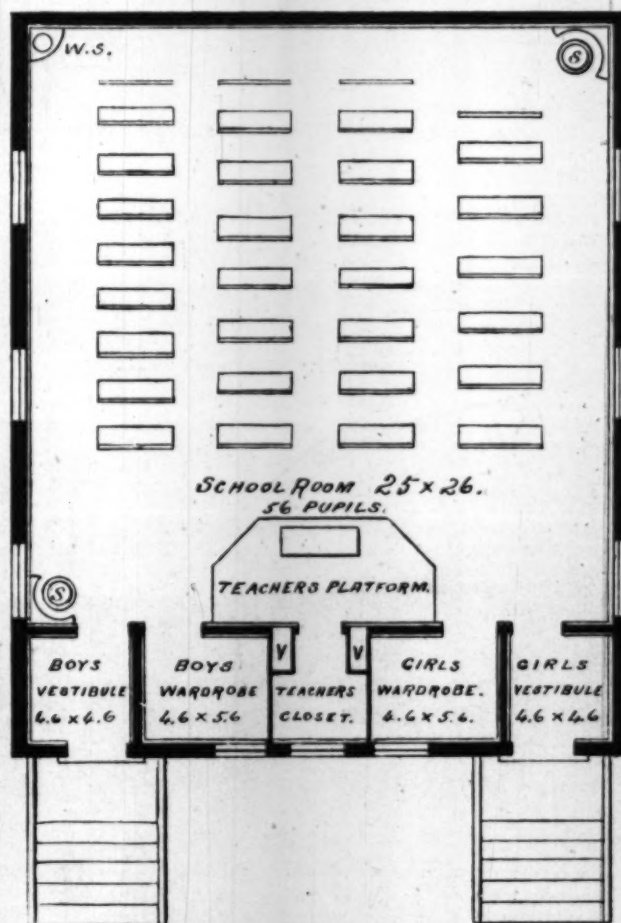 W.S.
S
SCHOOL ROOM 25 x 26.
56 PUPILS.
S
TEACHERS PLATFORM.
BOYS
VESTIBULE
4.6 x 4.6
BOYS
WARDROBE
4.6 x 5.6
V
TEACHERS
CLOSET.
V
GIRLS
WARDROBE.
4.6 x 5.6.
GIRLS
VESTIBULE
4.6 x 4.6